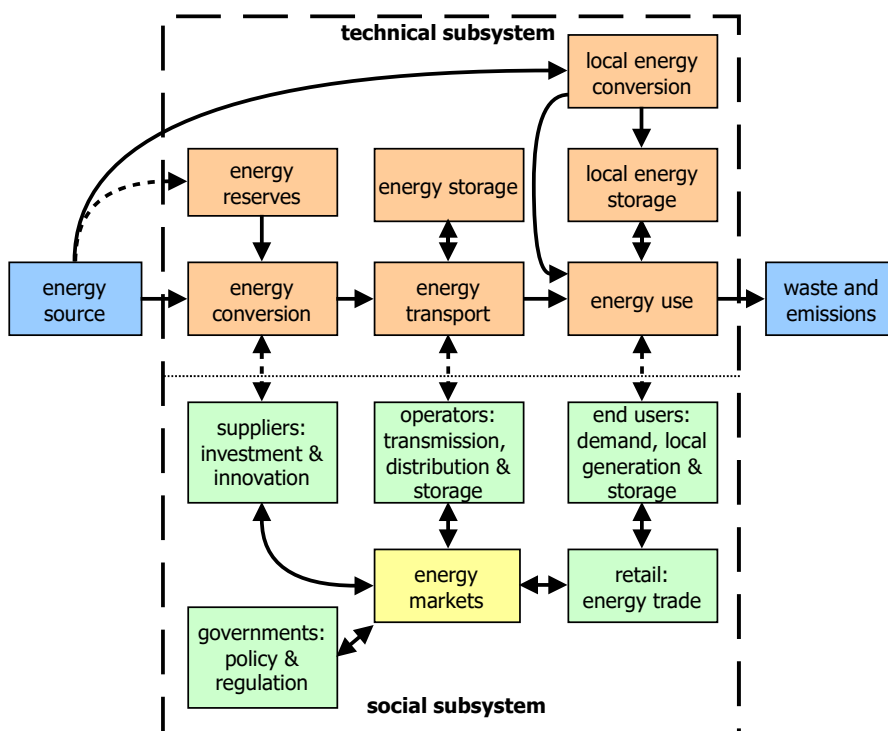 technical subsystem
local energy
conversion
energy
reserves
energy storage
local energy
storage
energy
source
energy
conversion
energy
transport
energy use
waste and
emissions
suppliers:
investment &
innovation
operators:
transmission,
distribution &
storage
end users:
demand, local
generation &
storage
energy
markets
retail:
energy trade
governments:
policy &
regulation
social subsystem